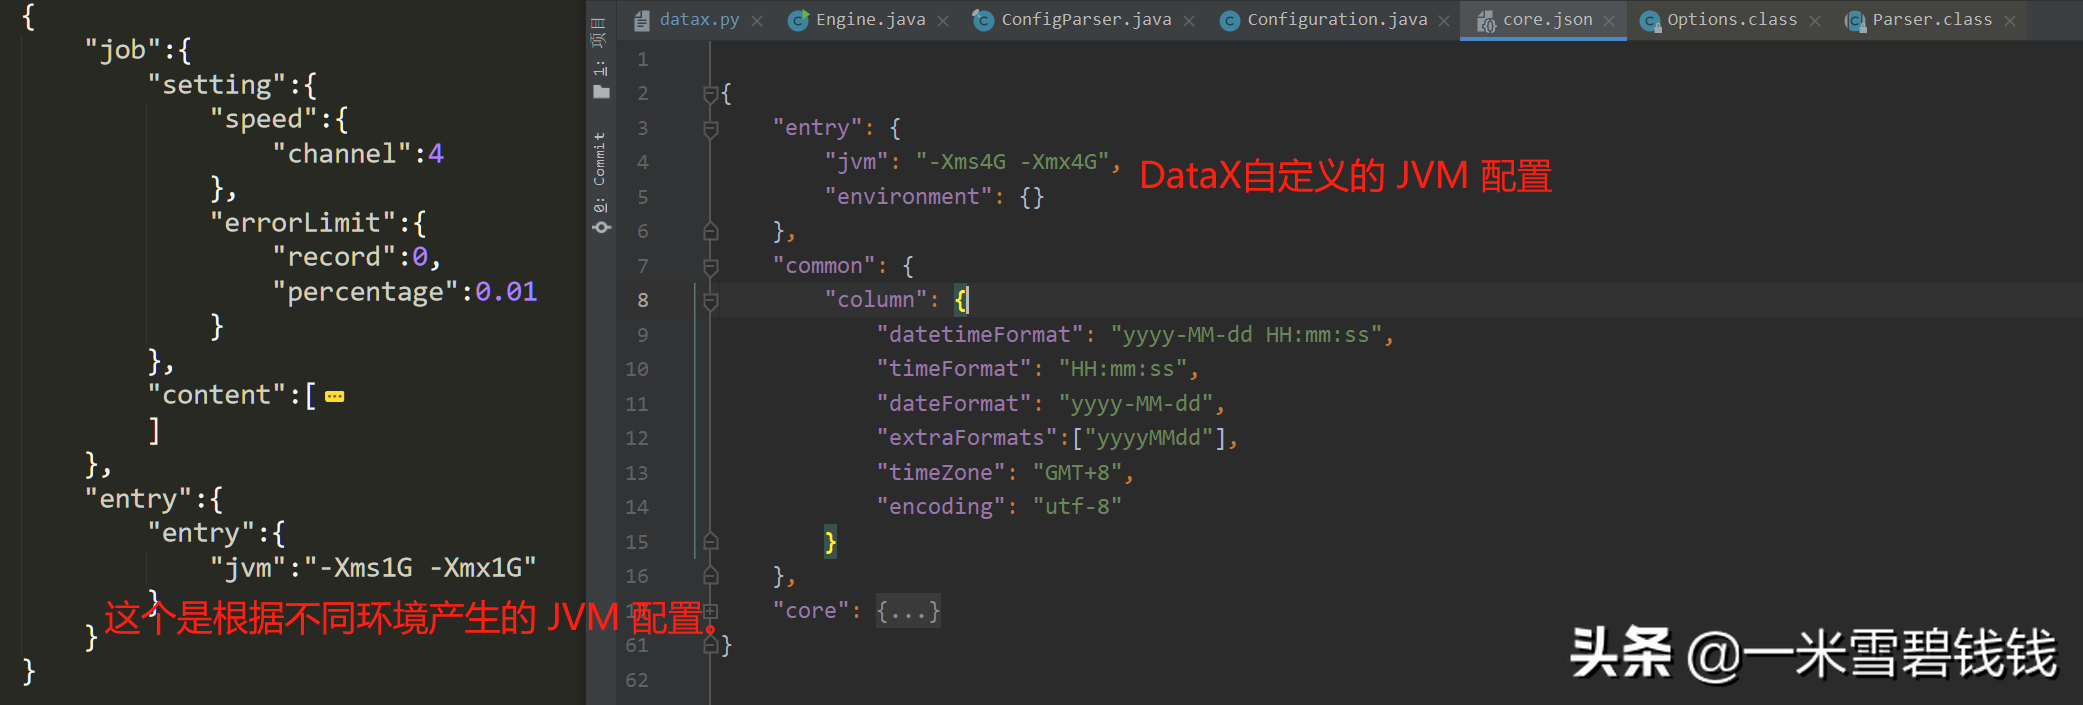 {
"job":{
"setting":{
"speed":{
"channel":4
},
"errorLimit":{
"record":0,
"percentage":0.01
}
},
"content":[
]
},
"entry":{
"entry":{
"jvm":"-Xms1G -Xmx1G"
}
这个是根据不同环境产生的 JVM 配置。
}
}
1: 项目
0: Commit
datax.py Engine.java ConfigParser.java Configuration.java core.json Options.class Parser.class
1
2 {
3 "entry": {
4 "jvm": "-Xms4G -Xmx4G", DataX自定义的 JVM 配置
5 "environment": {}
6 },
7 "common": {
8 "column": {
9 "datetimeFormat": "yyyy-MM-dd HH:mm:ss",
10 "timeFormat": "HH:mm:ss",
11 "dateFormat": "yyyy-MM-dd",
12 "extraFormats":["yyyyMMdd"],
13 "timeZone": "GMT+8",
14 "encoding": "utf-8"
15 }
16 },
"core": {...}
61 }
62
头条 @一米雪碧钱钱